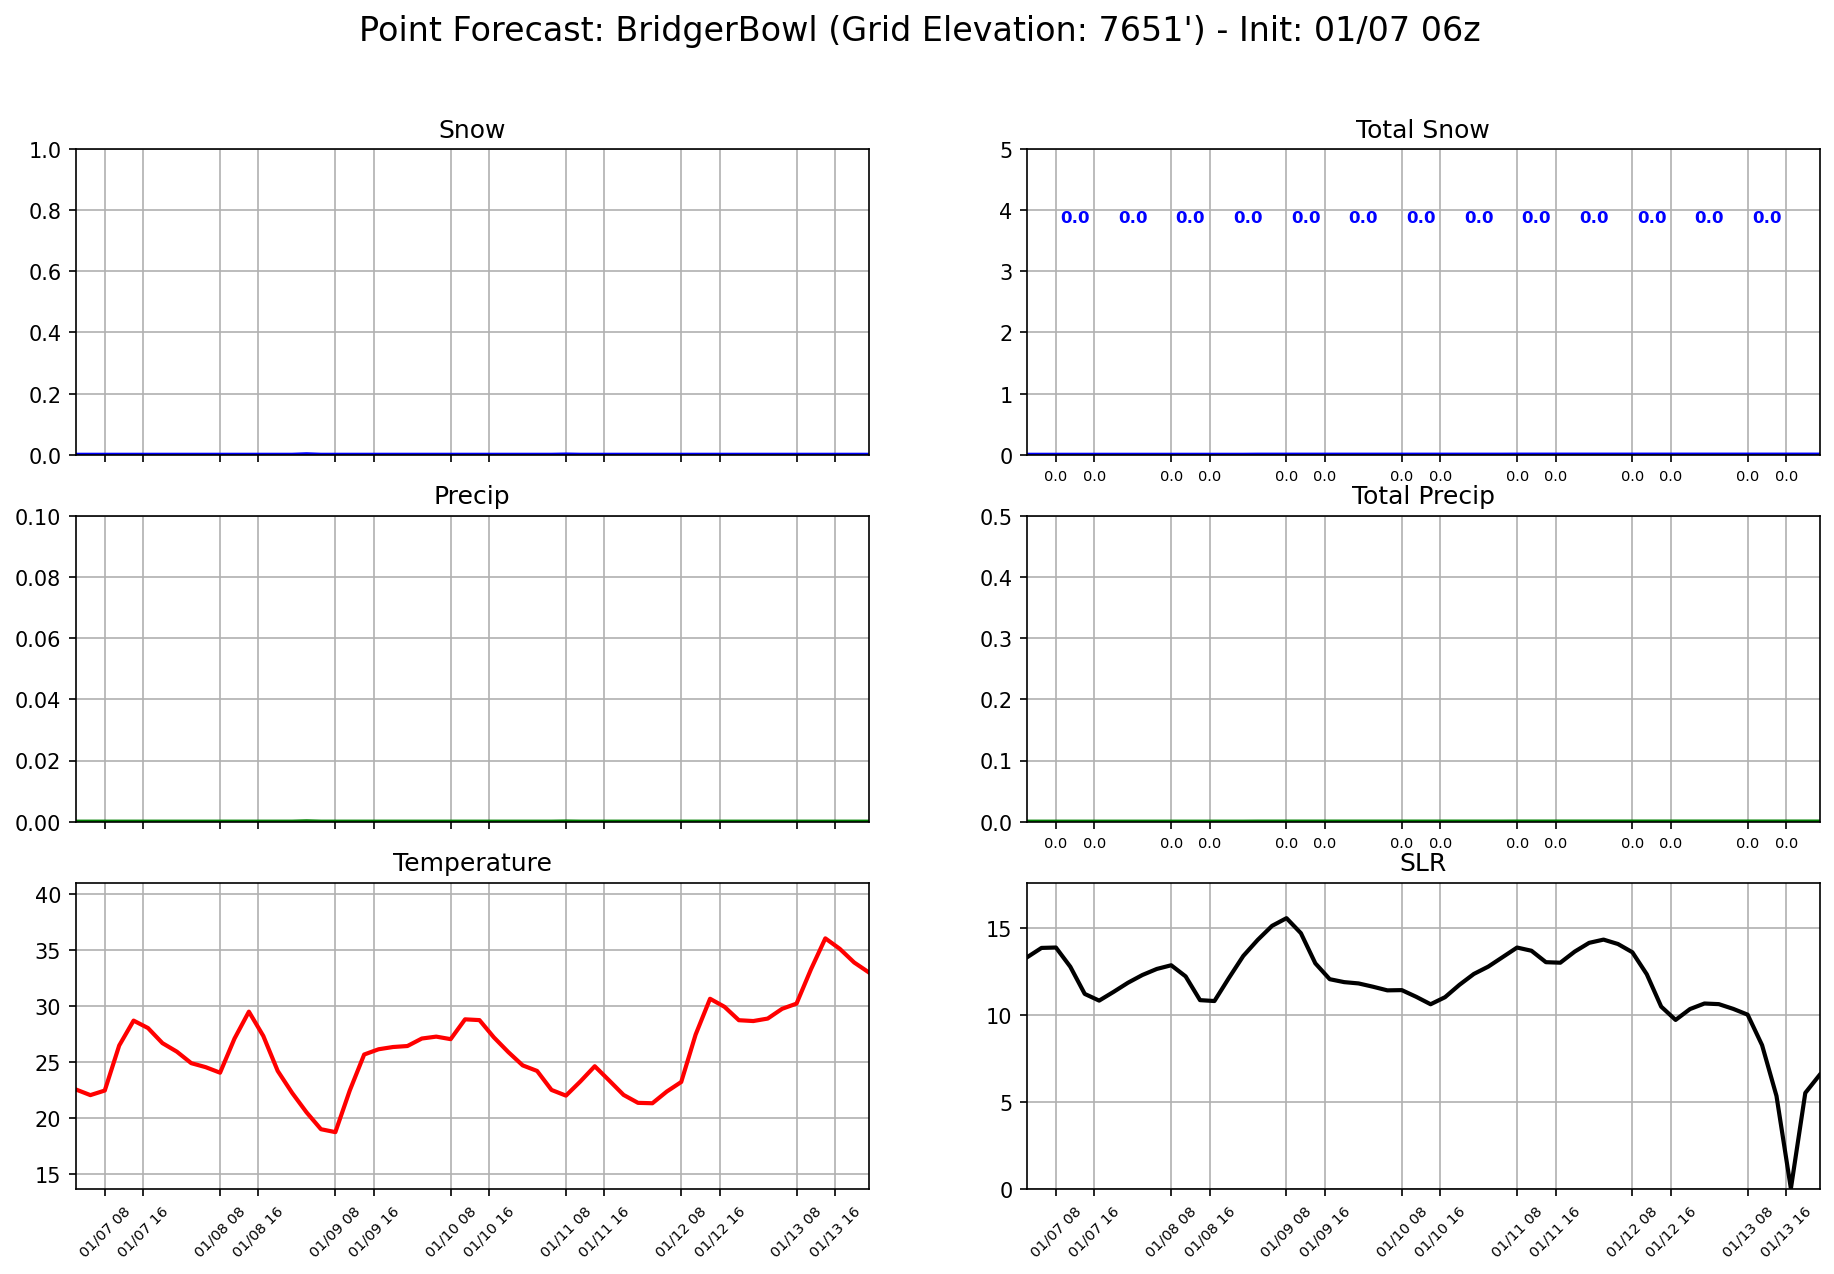 Point Forecast: BridgerBowl (Grid Elevation: 7651') - Init: 01/07 06z
Snow
1.0
0.8
0.6
0.4
0.2
0.0
Total Snow
5
4
3
2
1
0
0.0 0.0 0.0 0.0 0.0 0.0 0.0 0.0 0.0 0.0 0.0 0.0 0.0
0.0 0.0 0.0 0.0 0.0 0.0 0.0 0.0 0.0 0.0 0.0 0.0 0.0 0.0
Precip
0.10
0.08
0.06
0.04
0.02
0.00
Total Precip
0.5
0.4
0.3
0.2
0.1
0.0
0.0 0.0 0.0 0.0 0.0 0.0 0.0 0.0 0.0 0.0 0.0 0.0 0.0 0.0
Temperature
40
35
30
25
20
15
01/07 08 01/07 16 01/08 08 01/08 16 01/09 08 01/09 16 01/10 08 01/10 16 01/11 08 01/11 16 01/12 08 01/12 16 01/13 08 01/13 16
SLR
15
10
5
0
01/07 08 01/07 16 01/08 08 01/08 16 01/09 08 01/09 16 01/10 08 01/10 16 01/11 08 01/11 16 01/12 08 01/12 16 01/13 08 01/13 16